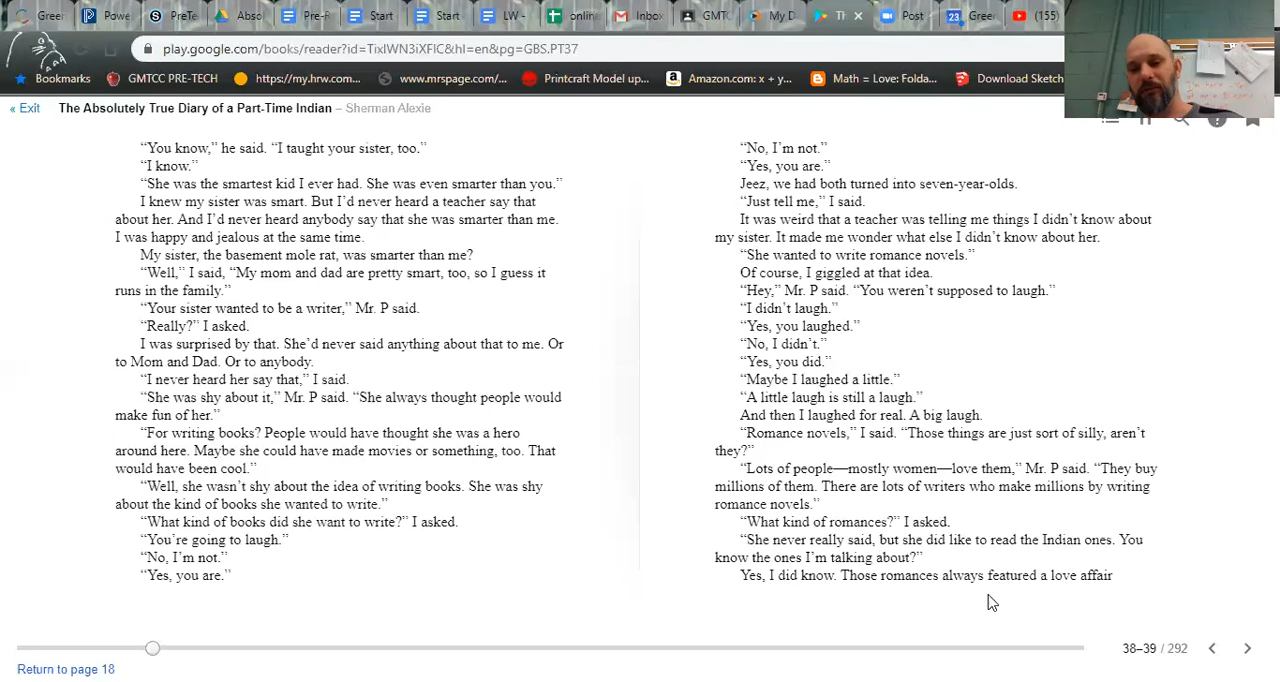 Greer
Powe
PreTe
Abso
Pre-F
Start
Start
LW -
online
Inbox
GMTC
My D
Th
Post
23
Greer
(155)
play.google.com/books/reader?id=TixlWN3iXFIC&hl=en&pg=GBS.PT37
Bookmarks
GMTCC PRE-TECH
https://my.hrw.com...
www.mrspage.com/...
Printcraft Model up...
Amazon.com: x + y...
Math = Love: Folda...
Download Sketch
« Exit
The Absolutely True Diary of a Part-Time Indian – Sherman Alexie
“You know,” he said. “I taught your sister, too.”
“I know.”
“She was the smartest kid I ever had. She was even smarter than you.”
I knew my sister was smart. But I’d never heard a teacher say that
about her. And I’d never heard anybody say that she was smarter than me.
I was happy and jealous at the same time.
My sister, the basement mole rat, was smarter than me?
“Well,” I said, “My mom and dad are pretty smart, too, so I guess it
runs in the family.”
“Your sister wanted to be a writer,” Mr. P said.
“Really?” I asked.
I was surprised by that. She’d never said anything about that to me. Or
to Mom and Dad. Or to anybody.
“I never heard her say that,” I said.
“She was shy about it,” Mr. P said. “She always thought people would
make fun of her.”
“For writing books? People would have thought she was a hero
around here. Maybe she could have made movies or something, too. That
would have been cool.”
“Well, she wasn’t shy about the idea of writing books. She was shy
about the kind of books she wanted to write.”
“What kind of books did she want to write?” I asked.
“You’re going to laugh.”
“No, I’m not.”
“Yes, you are.”
“No, I’m not.”
“Yes, you are.”
Jeez, we had both turned into seven-year-olds.
“Just tell me,” I said.
It was weird that a teacher was telling me things I didn’t know about
my sister. It made me wonder what else I didn’t know about her.
“She wanted to write romance novels.”
Of course, I giggled at that idea.
“Hey,” Mr. P said. “You weren’t supposed to laugh.”
“I didn’t laugh.”
“Yes, you laughed.”
“No, I didn’t.”
“Yes, you did.”
“Maybe I laughed a little.”
“A little laugh is still a laugh.”
And then I laughed for real. A big laugh.
“Romance novels,” I said. “Those things are just sort of silly, aren’t
they?”
“Lots of people—mostly women—love them,” Mr. P said. “They buy
millions of them. There are lots of writers who make millions by writing
romance novels.”
“What kind of romances?” I asked.
“She never really said, but she did like to read the Indian ones. You
know the ones I’m talking about?”
Yes, I did know. Those romances always featured a love affair
38–39 / 292
Return to page 18